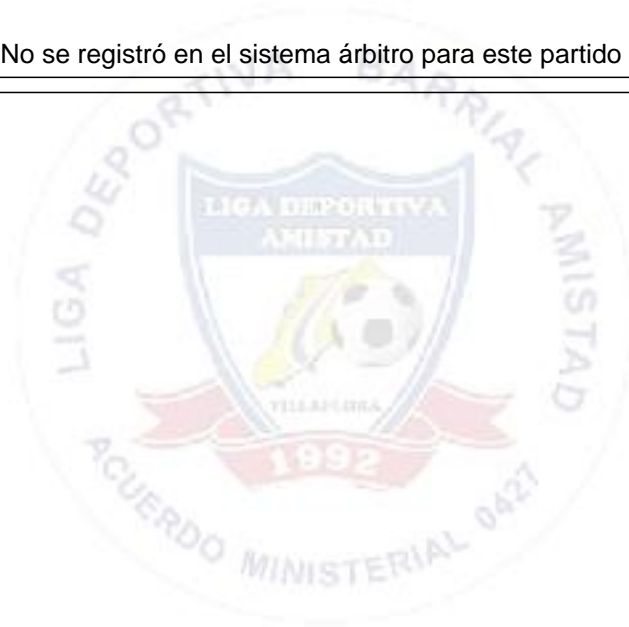 No se registró en el sistema árbitro para este partido
LIGA DEPORTIVA BARRIAL AMISTAD
LIGA DEPORTIVA
AMISTAD
VILLAFLORA
1992
ACUERDO MINISTERIAL 0427